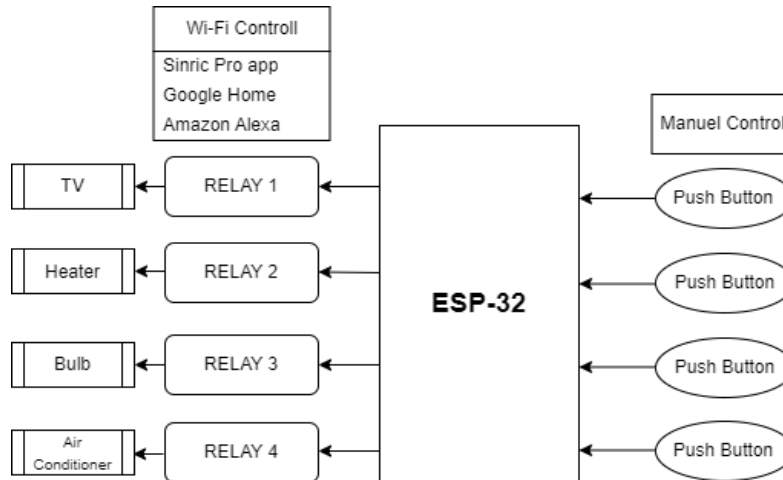 Wi-Fi Controll
Sinric Pro app
Google Home
Amazon Alexa
Manuel Control
TV
RELAY 1
Push Button
Heater
RELAY 2
Push Button
ESP-32
Bulb
RELAY 3
Push Button
Air
Conditioner
RELAY 4
Push Button